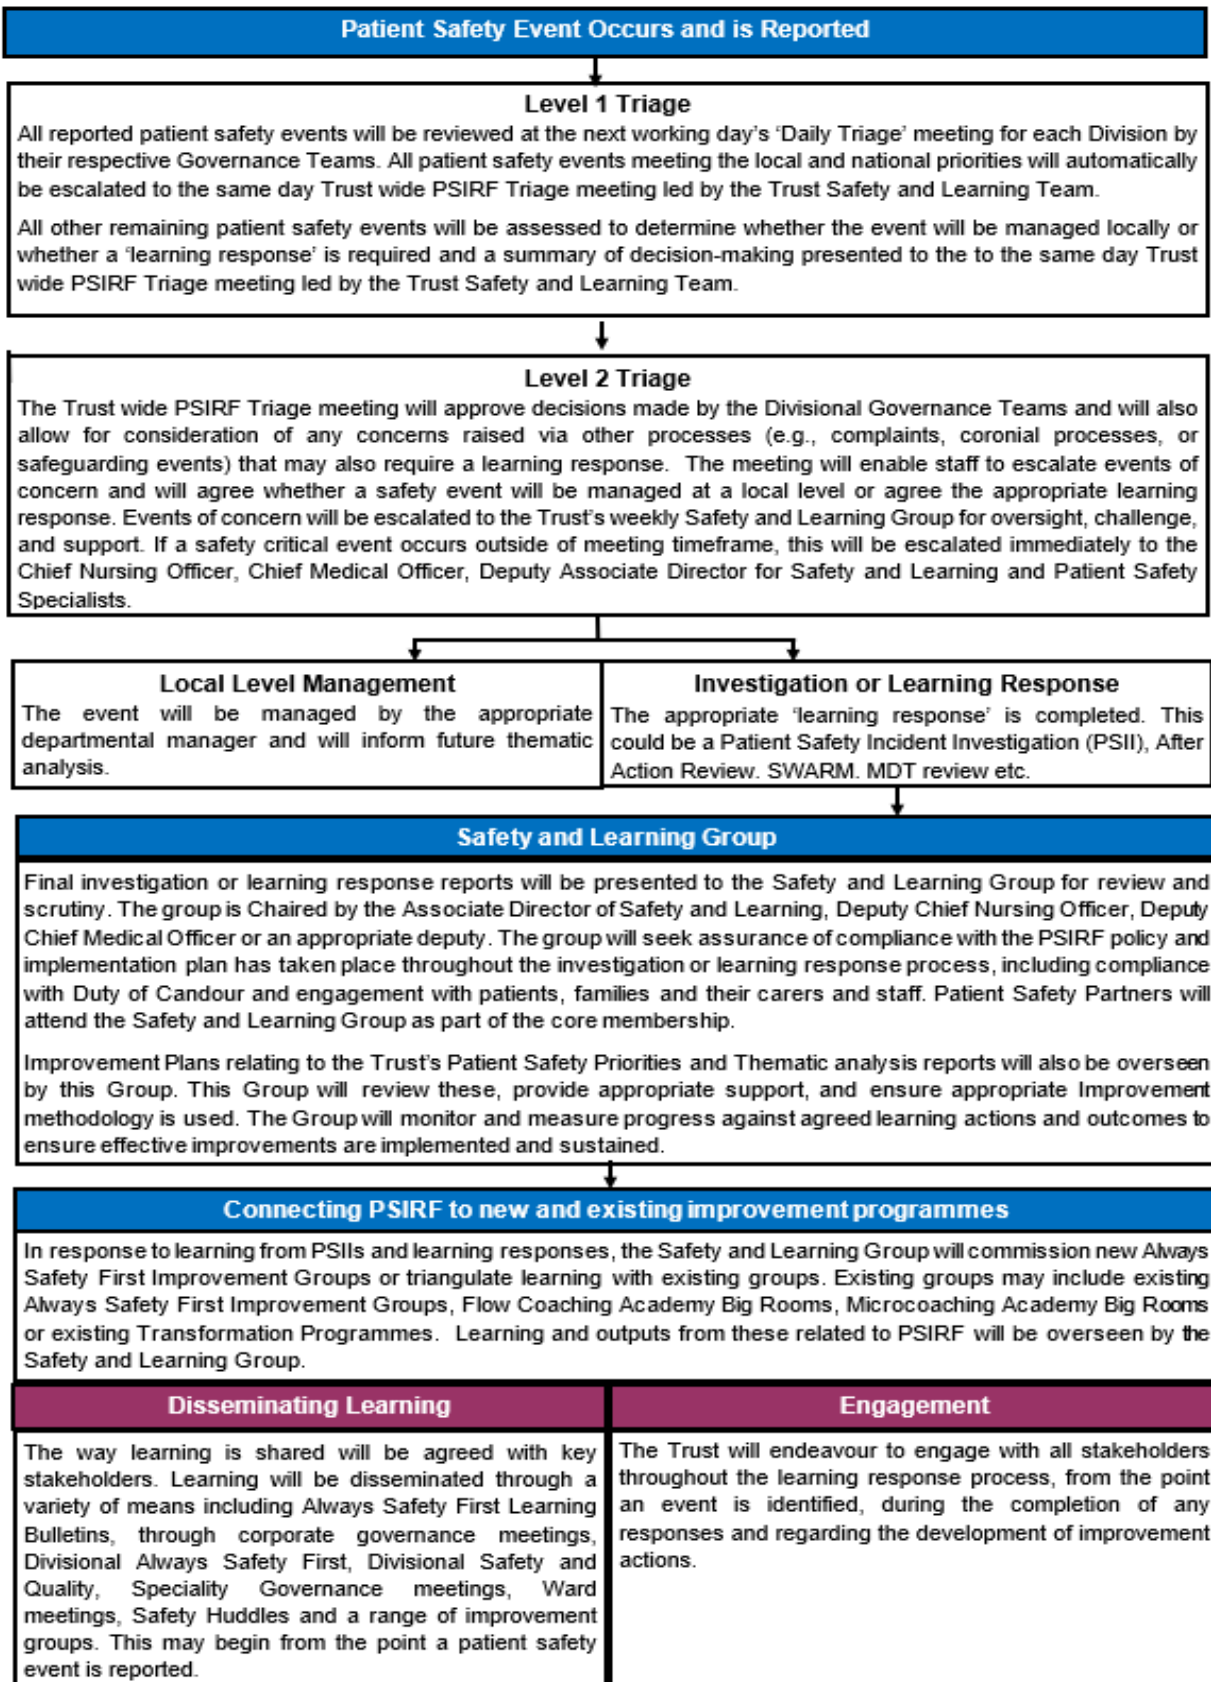 Patient Safety Event Occurs and is Reported
Level 1 Triage
All reported patient safety events will be reviewed at the next working day's 'Daily Triage' meeting for each Division by
their respective Governance Teams. All patient safety events meeting the local and national priorities will automatically
be escalated to the same day Trust wide PSIRF Triage meeting led by the Trust Safety and Learning Team.
All other remaining patient safety events will be assessed to determine whether the event will be managed locally or
whether a 'learning response' is required and a summary of decision-making presented to the to the same day Trust
wide PSIRF Triage meeting led by the Trust Safety and Learning Team.
Level 2 Triage
The Trust wide PSIRF Triage meeting will approve decisions made by the Divisional Governance Teams and will also
allow for consideration of any concerns raised via other processes (e.g., complaints, coronial processes, or
safeguarding events) that may also require a learning response. The meeting will enable staff to escalate events of
concern and will agree whether a safety event will be managed at a local level or agree the appropriate learning
response. Events of concern will be escalated to the Trust's weekly Safety and Learning Group for oversight, challenge,
and support. If a safety critical event occurs outside of meeting timeframe, this will be escalated immediately to the
Chief Nursing Officer, Chief Medical Officer, Deputy Associate Director for Safety and Learning and Patient Safety
Specialists.
Local Level Management
The event will be managed by the appropriate
departmental manager and will inform future thematic
analysis.
Investigation or Learning Response
The appropriate 'learning response' is completed. This
could be a Patient Safety Incident Investigation (PSII), After
Action Review. SWARM. MDT review etc.
Safety and Learning Group
Final investigation or learning response reports will be presented to the Safety and Learning Group for review and
scrutiny. The group is Chaired by the Associate Director of Safety and Learning, Deputy Chief Nursing Officer, Deputy
Chief Medical Officer or an appropriate deputy. The group will seek assurance of compliance with the PSIRF policy and
implementation plan has taken place throughout the investigation or learning response process, including compliance
with Duty of Candour and engagement with patients, families and their carers and staff. Patient Safety Partners will
attend the Safety and Learning Group as part of the core membership.
Improvement Plans relating to the Trust's Patient Safety Priorities and Thematic analysis reports will also be overseen
by this Group. This Group will review these, provide appropriate support, and ensure appropriate Improvement
methodology is used. The Group will monitor and measure progress against agreed learning actions and outcomes to
ensure effective improvements are implemented and sustained.
Connecting PSIRF to new and existing improvement programmes
In response to learning from PSIIs and learning responses, the Safety and Learning Group will commission new Always
Safety First Improvement Groups or triangulate learning with existing groups. Existing groups may include existing
Always Safety First Improvement Groups, Flow Coaching Academy Big Rooms, Microcoaching Academy Big Rooms
or existing Transformation Programmes. Learning and outputs from these related to PSIRF will be overseen by the
Safety and Learning Group.
Disseminating Learning
The way learning is shared will be agreed with key
stakeholders. Learning will be disseminated through a
variety of means including Always Safety First Learning
Bulletins, through corporate governance meetings,
Divisional Always Safety First, Divisional Safety and
Quality, Speciality Governance meetings, Ward
meetings, Safety Huddles and a range of improvement
groups. This may begin from the point a patient safety
event is reported.
Engagement
The Trust will endeavour to engage with all stakeholders
throughout the learning response process, from the point
an event is identified, during the completion of any
responses and regarding the development of improvement
actions.